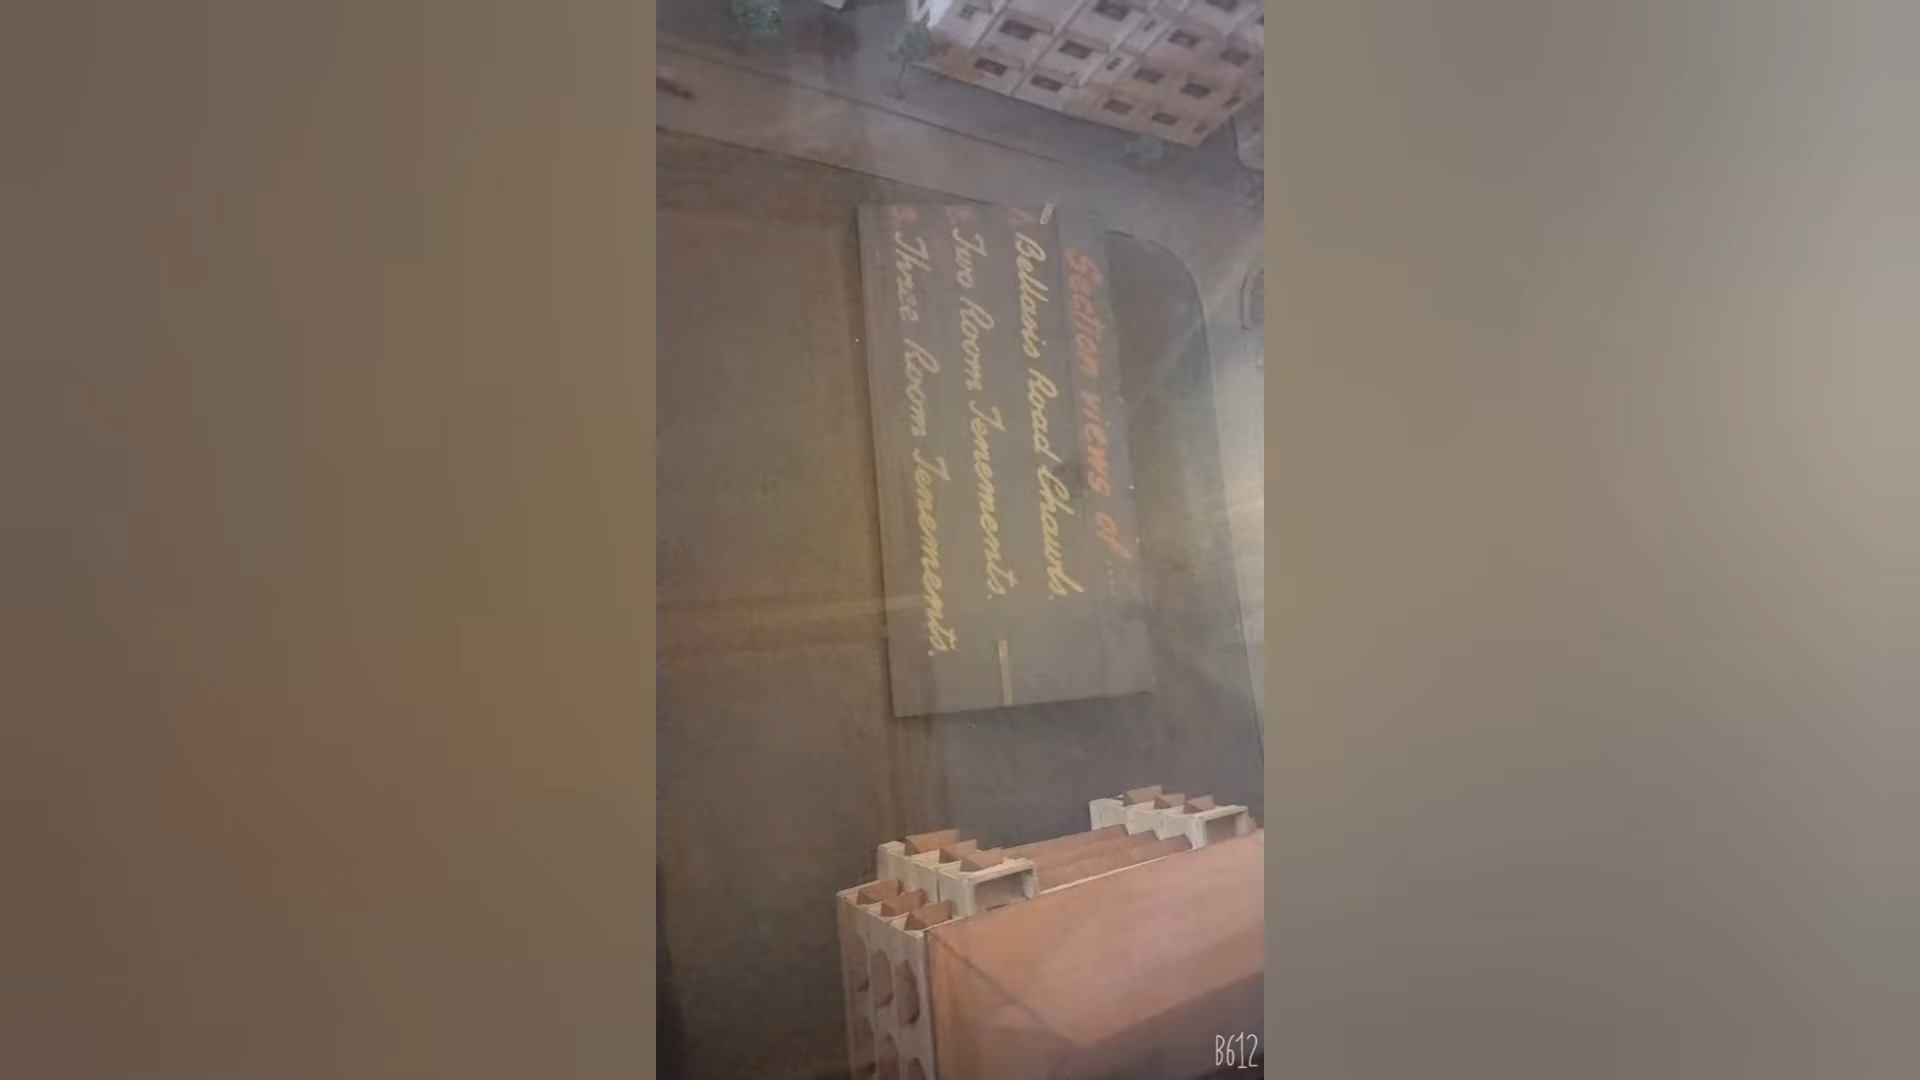 Section views of ....
1. Bellasis Road Chawls.
2. Two Room Tenements.
3. Three Room Tenements.
B612